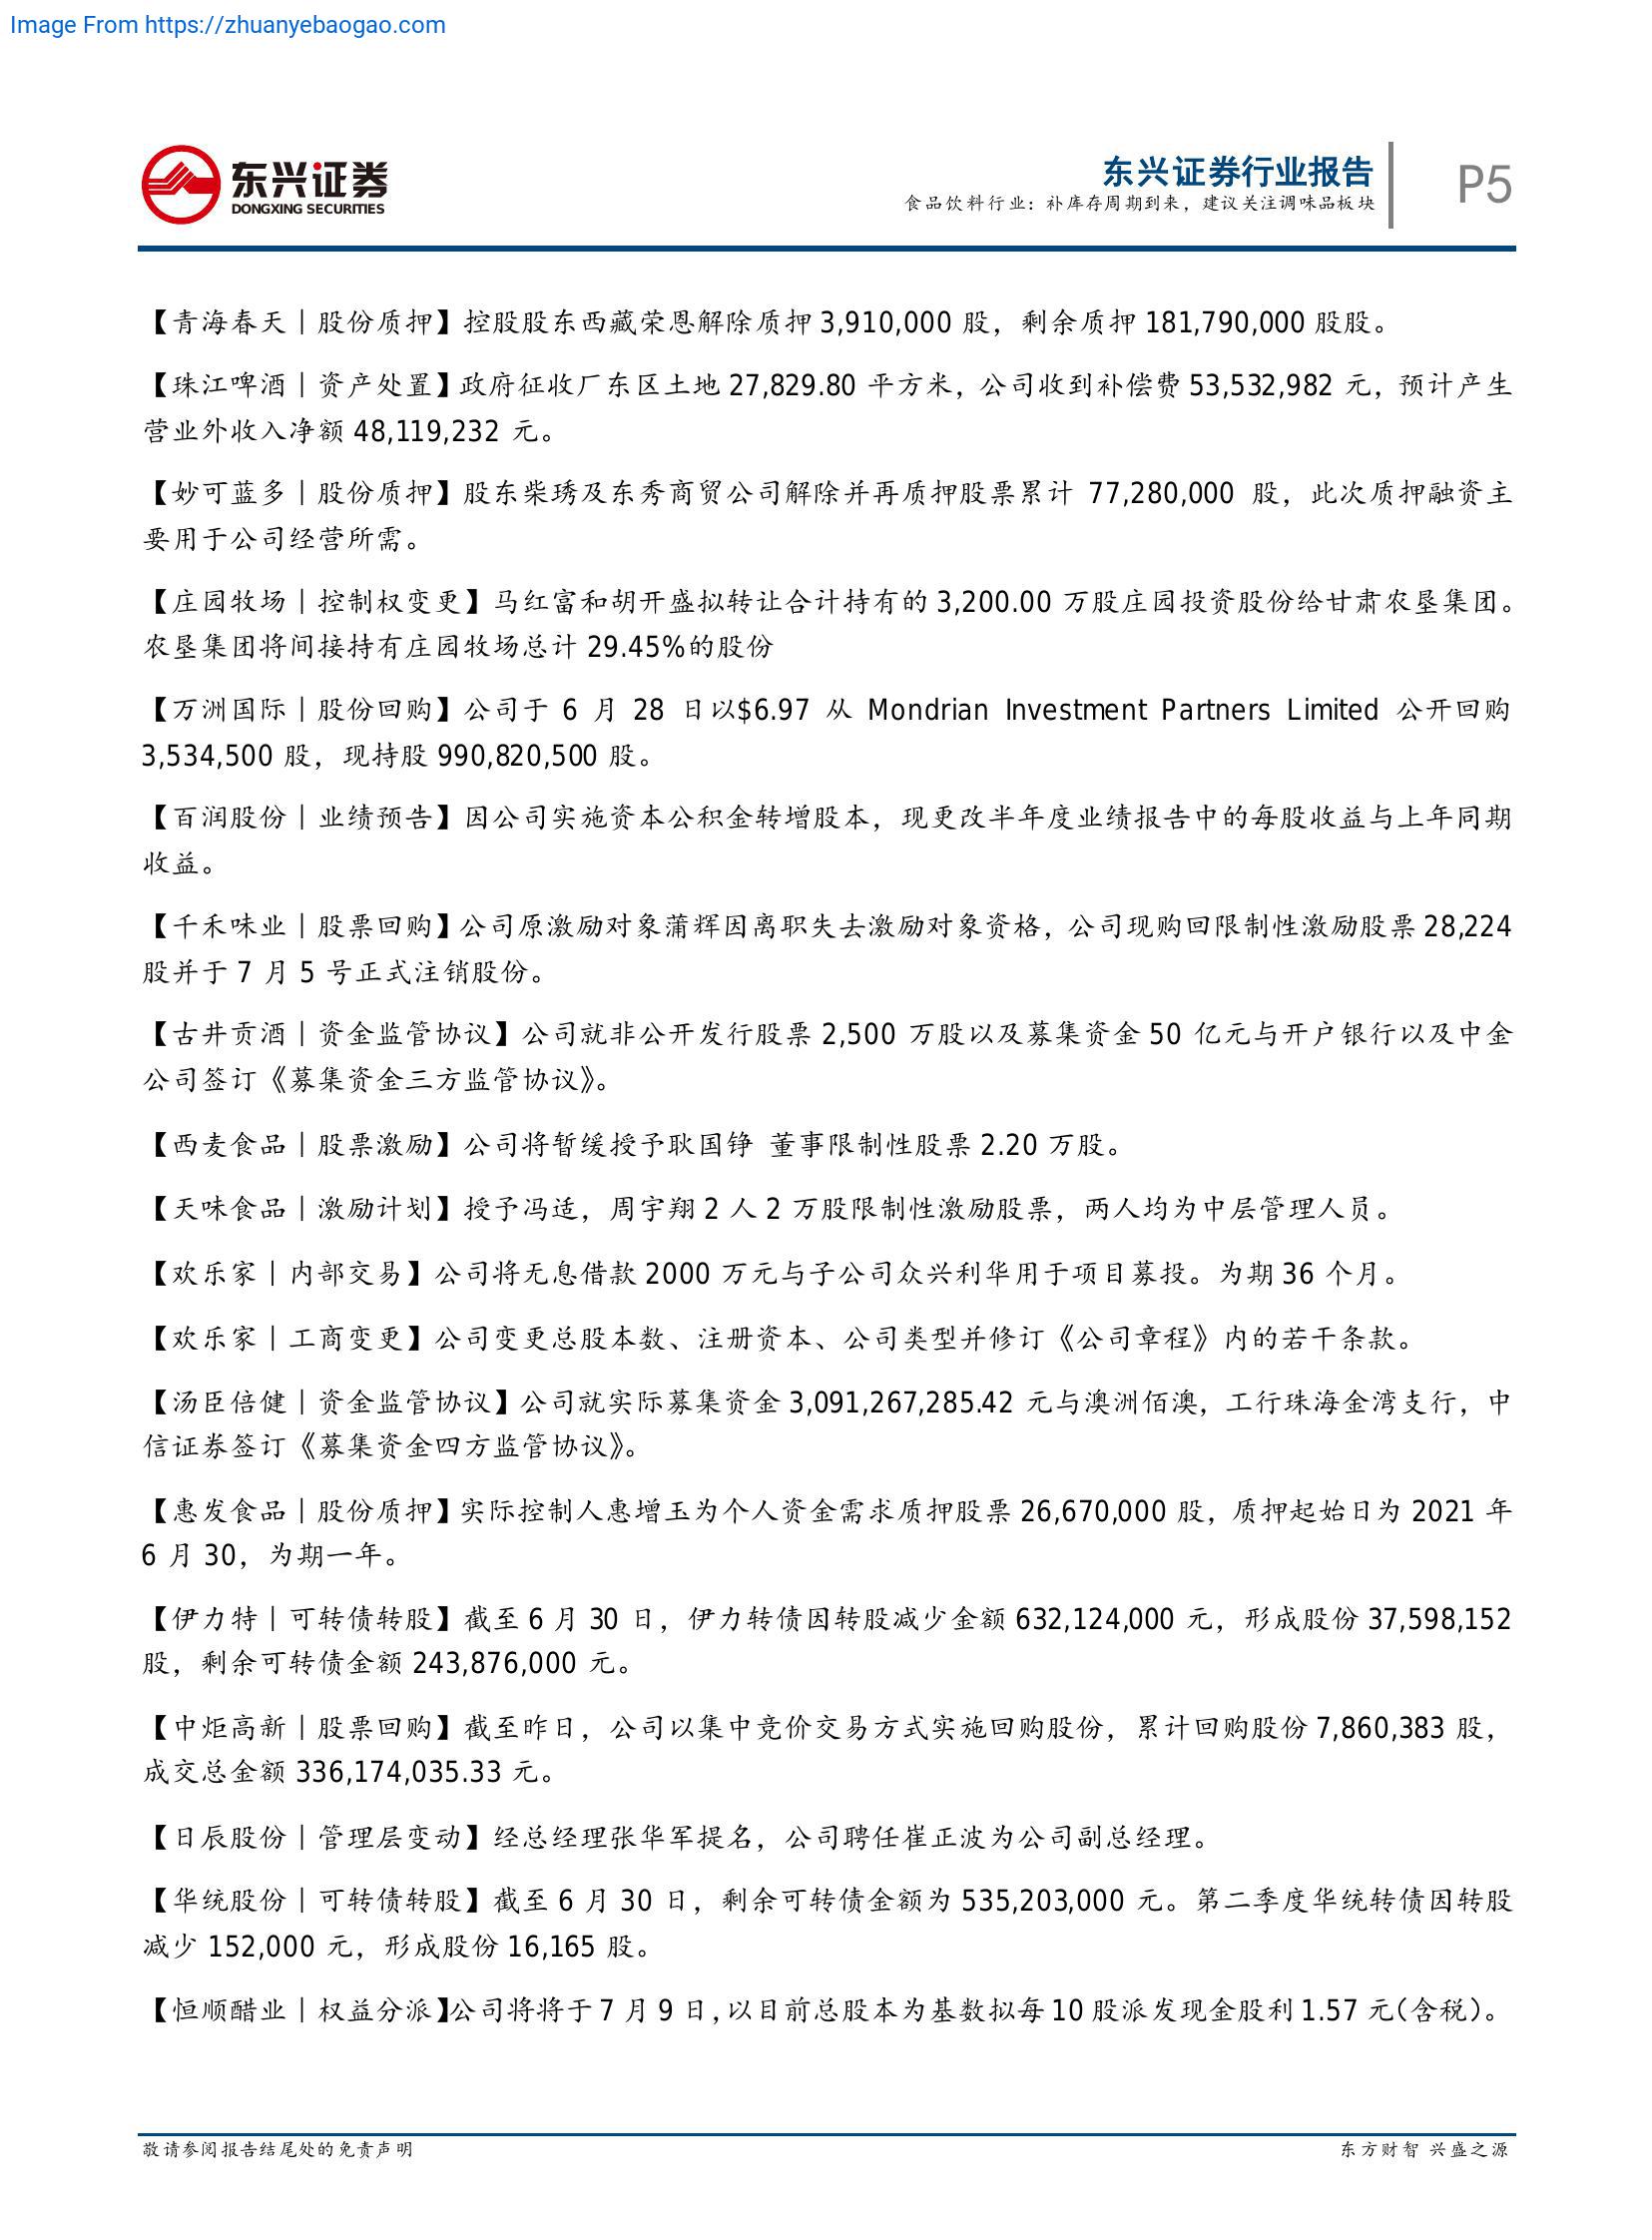 Image From https://zhuanyebaogao.com
东兴证券
DONGXING SECURITIES
东兴证券行业报告
食品饮料行业：补库存周期到来，建议关注调味品板块
P5
【青海春天｜股份质押】控股股东西藏荣恩解除质押 3,910,000 股，剩余质押 181,790,000 股股。
【珠江啤酒｜资产处置】政府征收厂东区土地 27,829.80 平方米，公司收到补偿费 53,532,982 元，预计产生
营业外收入净额 48,119,232 元。
【妙可蓝多｜股份质押】股东柴琇及东秀商贸公司解除并再质押股票累计 77,280,000 股，此次质押融资主
要用于公司经营所需。
【庄园牧场｜控制权变更】马红富和胡开盛拟转让合计持有的 3,200.00 万股庄园投资股份给甘肃农垦集团。
农垦集团将间接持有庄园牧场总计 29.45%的股份
【万洲国际｜股份回购】公司于 6 月 28 日以$6.97 从 Mondrian Investment Partners Limited 公开回购
3,534,500 股，现持股 990,820,500 股。
【百润股份｜业绩预告】因公司实施资本公积金转增股本，现更改半年度业绩报告中的每股收益与上年同期
收益。
【千禾味业｜股票回购】公司原激励对象蒲辉因离职失去激励对象资格，公司现购回限制性激励股票 28,224
股并于 7 月 5 号正式注销股份。
【古井贡酒｜资金监管协议】公司就非公开发行股票 2,500 万股以及募集资金 50 亿元与开户银行以及中金
公司签订《募集资金三方监管协议》。
【西麦食品｜股票激励】公司将暂缓授予耿国铮 董事限制性股票 2.20 万股。
【天味食品｜激励计划】授予冯适，周宇翔 2 人 2 万股限制性激励股票，两人均为中层管理人员。
【欢乐家｜内部交易】公司将无息借款 2000 万元与子公司众兴利华用于项目募投。为期 36 个月。
【欢乐家｜工商变更】公司变更总股本数、注册资本、公司类型并修订《公司章程》内的若干条款。
【汤臣倍健｜资金监管协议】公司就实际募集资金 3,091,267,285.42 元与澳洲佰澳，工行珠海金湾支行，中
信证券签订《募集资金四方监管协议》。
【惠发食品｜股份质押】实际控制人惠增玉为个人资金需求质押股票 26,670,000 股，质押起始日为 2021 年
6 月 30，为期一年。
【伊力特｜可转债转股】截至 6 月 30 日，伊力转债因转股减少金额 632,124,000 元，形成股份 37,598,152
股，剩余可转债金额 243,876,000 元。
【中炬高新｜股票回购】截至昨日，公司以集中竞价交易方式实施回购股份，累计回购股份 7,860,383 股，
成交总金额 336,174,035.33 元。
【日辰股份｜管理层变动】经总经理张华军提名，公司聘任崔正波为公司副总经理。
【华统股份｜可转债转股】截至 6 月 30 日，剩余可转债金额为 535,203,000 元。第二季度华统转债因转股
减少 152,000 元，形成股份 16,165 股。
【恒顺醋业｜权益分派】公司将将于 7 月 9 日，以目前总股本为基数拟每 10 股派发现金股利 1.57 元（含税）。
敬请参阅报告结尾处的免责声明
东方财智 兴盛之源